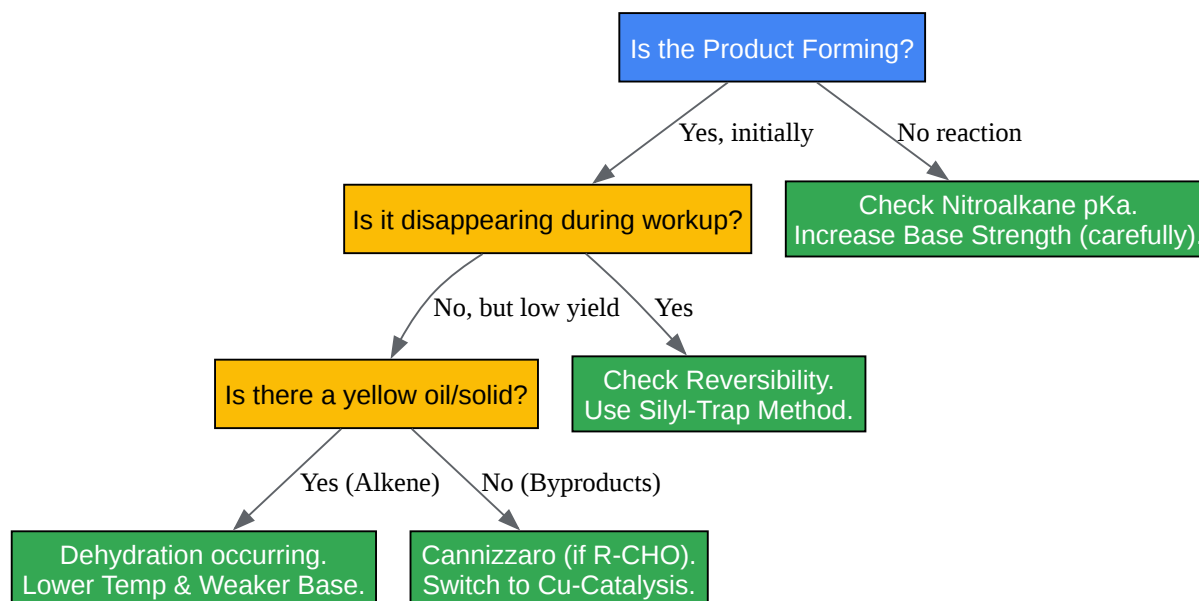 Is the Product Forming?
Yes, initially
No reaction
Is it disappearing during workup?
Check Nitroalkane pKa.
Increase Base Strength (carefully).
No, but low yield
Yes
Is there a yellow oil/solid?
Check Reversibility.
Use Silyl-Trap Method.
Yes (Alkene)
No (Byproducts)
Dehydration occurring.
Lower Temp & Weaker Base.
Cannizzaro (if R-CHO).
Switch to Cu-Catalysis.